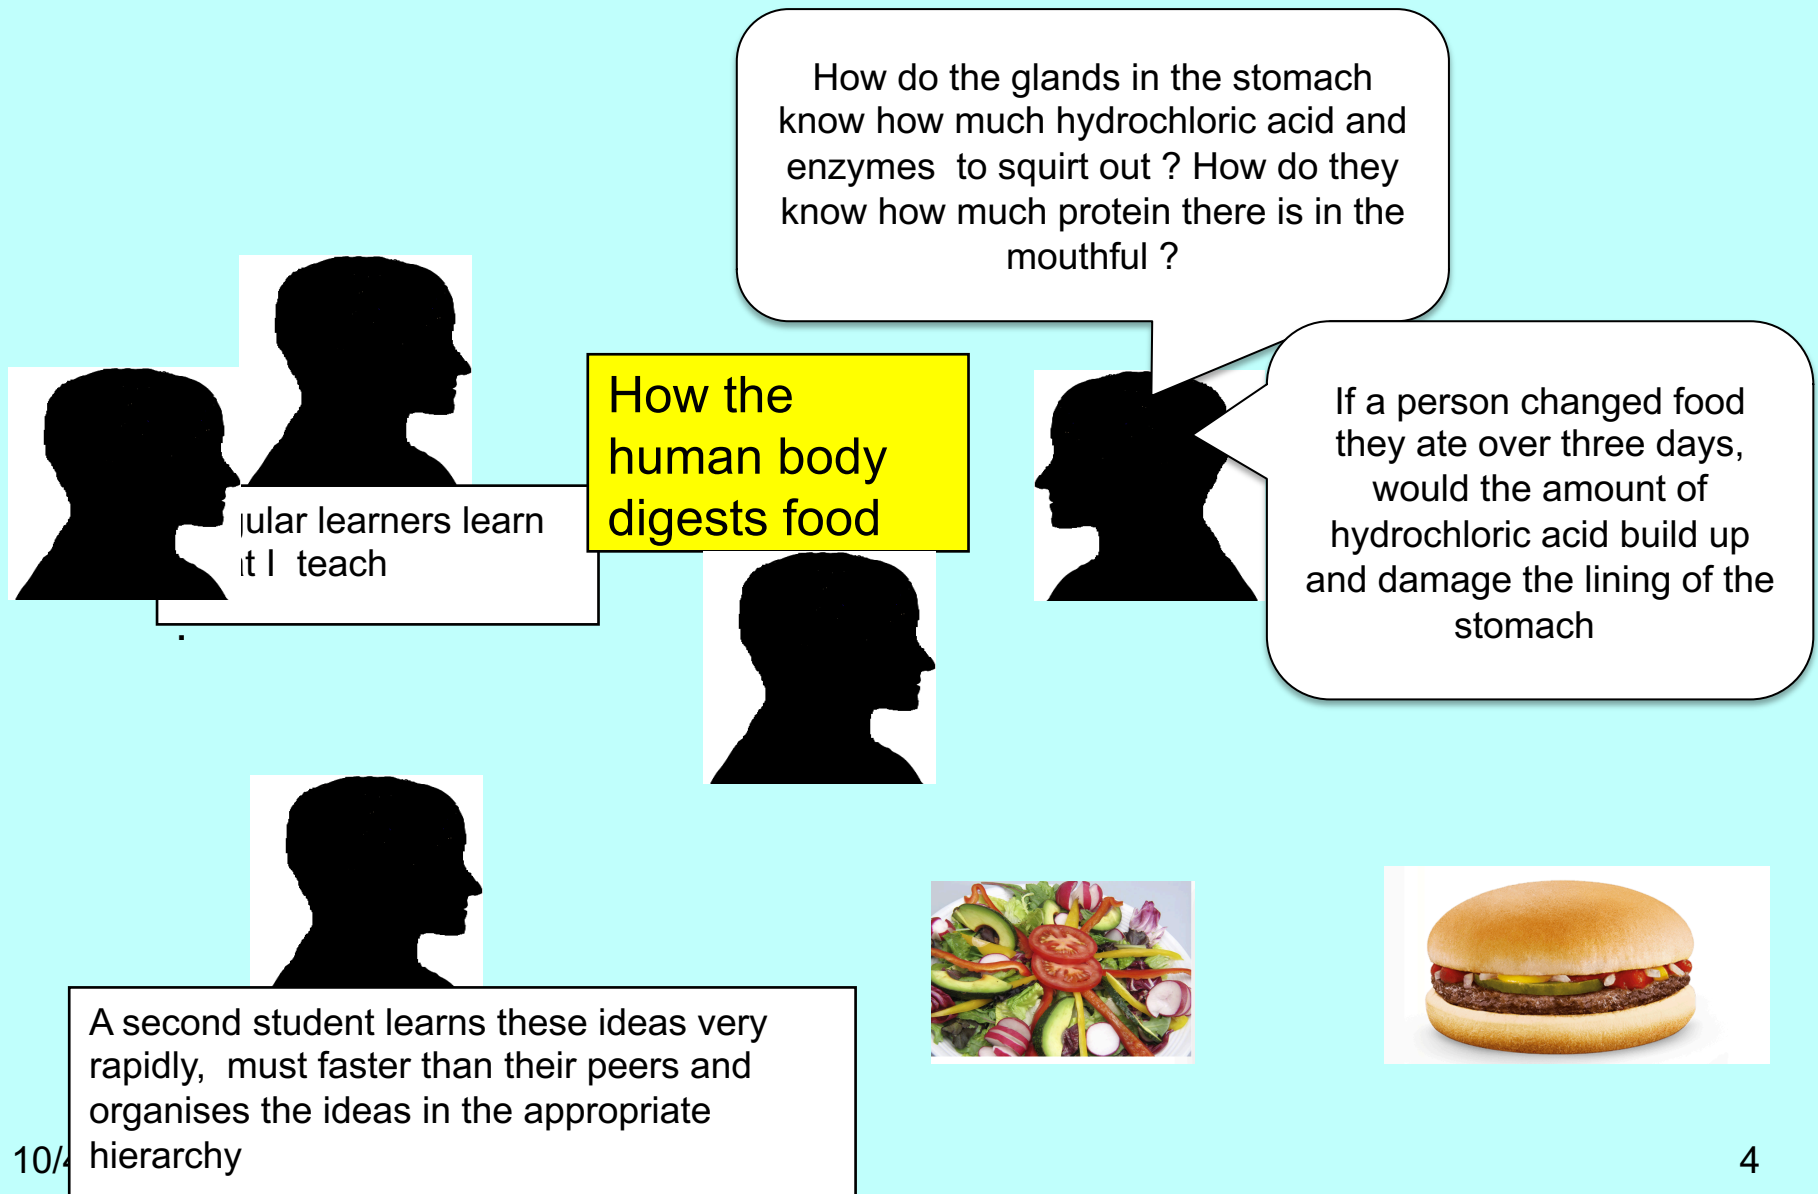 How do the glands in the stomach
know how much hydrochloric acid and
enzymes  to squirt out ? How do they
know how much protein there is in the
mouthful ?
How the
human body
digests food
If a person changed food
they ate over three days,
would the amount of
hydrochloric acid build up
and damage the lining of the
stomach
learners learn
I  teach
.
A second student learns these ideas very
rapidly,  must faster than their peers and
organises the ideas in the appropriate
hierarchy
10/
4